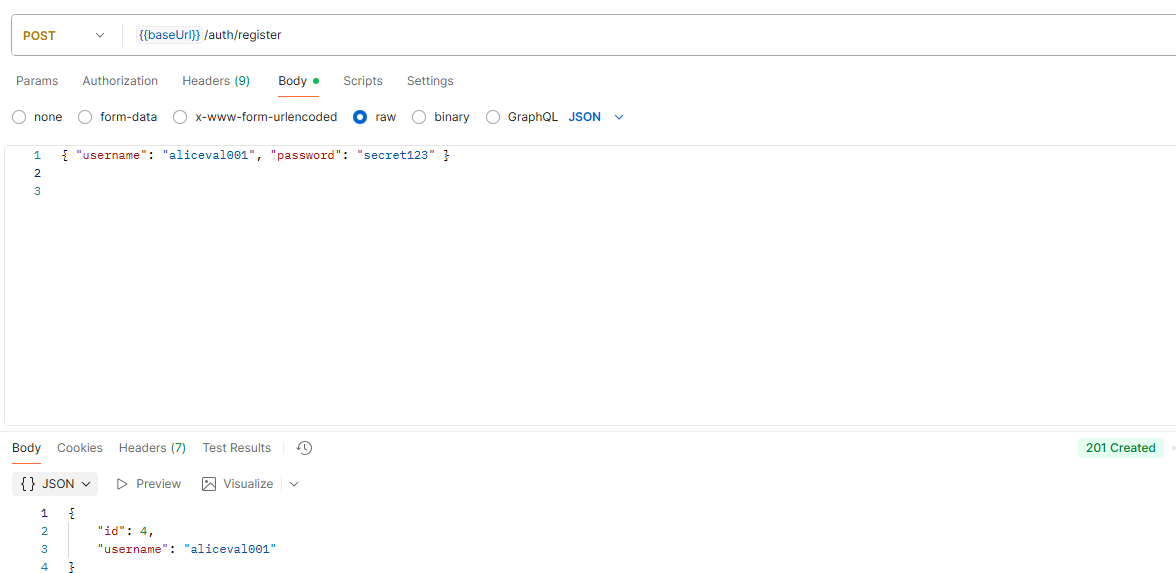 POST {{baseUrl}} /auth/register
Params Authorization Headers (9) Body Scripts Settings
none form-data x-www-form-urlencoded raw binary GraphQL JSON
1 { "username": "aliceval001", "password": "secret123" }
2
3
Body Cookies Headers (7) Test Results 201 Created
{} JSON Preview Visualize
1 {
2 "id": 4,
3 "username": "aliceval001"
4 }